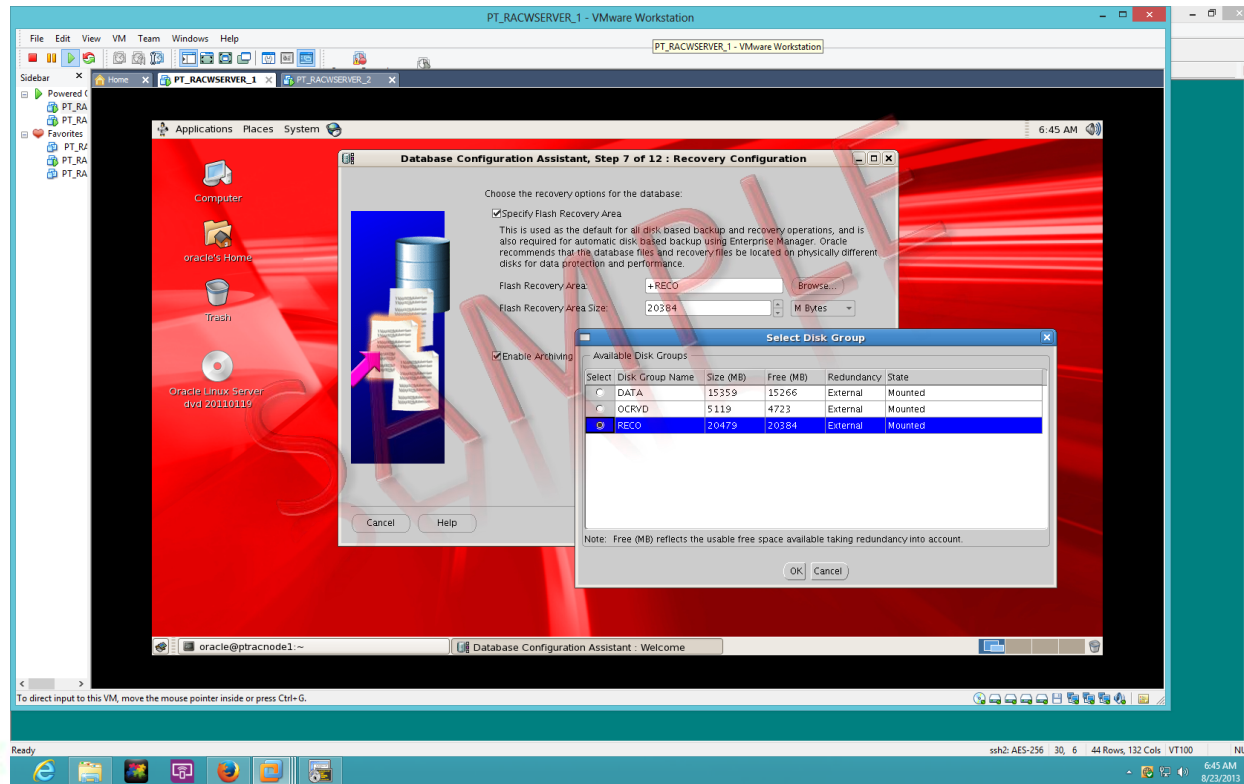 PT_RACWSERVER_1 - VMware Workstation
File Edit View VM Team Windows Help
PT_RACWSERVER_1 - VMware Workstation
Sidebar
Home PT_RACWSERVER_1 PT_RACWSERVER_2
Powered
PT_RA
PT_RA
Favorites
PT_RA
PT_RA
PT_RA
Applications Places System 6:45 AM
Computer
oracle's Home
Trash
Oracle Linux Server
dvd 20110119
Database Configuration Assistant, Step 7 of 12 : Recovery Configuration
Choose the recovery options for the database:
Specify Flash Recovery Area
This is used as the default for all disk based backup and recovery operations, and is
also required for automatic disk based backup using Enterprise Manager. Oracle
recommends that the database files and recovery files be located on physically different
disks for data protection and performance.
Flash Recovery Area: +RECO Browse...
Flash Recovery Area Size: 20384 M Bytes
Enable Archiving
Cancel Help
Select Disk Group
Available Disk Groups
Select Disk Group Name Size (MB) Free (MB) Redundancy State
DATA 15359 15266 External Mounted
OCRVD 5119 4723 External Mounted
RECO 20479 20384 External Mounted
Note: Free (MB) reflects the usable free space available taking redundancy into account.
OK Cancel
SAMPLE
oracle@ptracnode1:~ Database Configuration Assistant : Welcome
To direct input to this VM, move the mouse pointer inside or press Ctrl+G.
Ready ssh2: AES-256 30, 6 44 Rows, 132 Cols VT100 NU
6:45 AM
8/23/2013